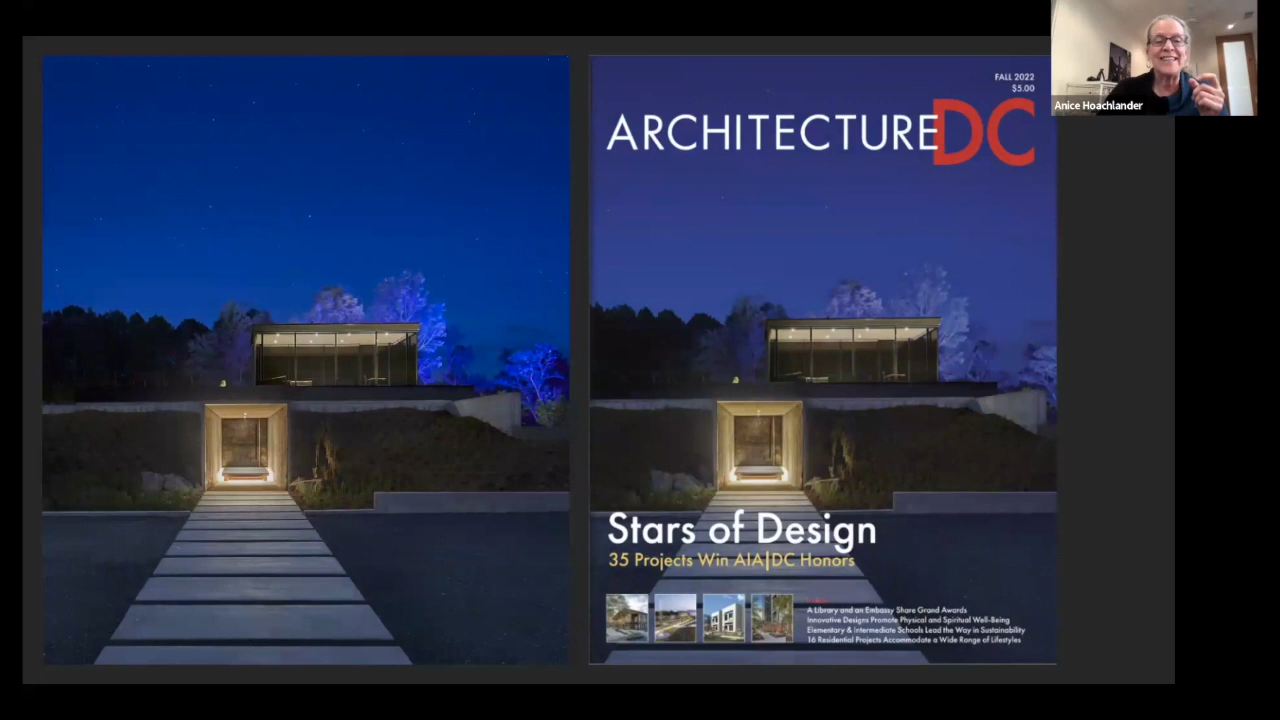 FALL 2022
$5.00
ARCHITECTUREDC
Anice Hoachlander
Stars of Design
35 Projects Win AIA|DC Honors
A Library and an Embassy Share Grand Awards
Innovative Designs Promote Physical and Spiritual Well-Being
Elementary & Intermediate Schools Lead the Way in Sustainability
16 Residential Projects Accommodate a Wide Range of Lifestyles